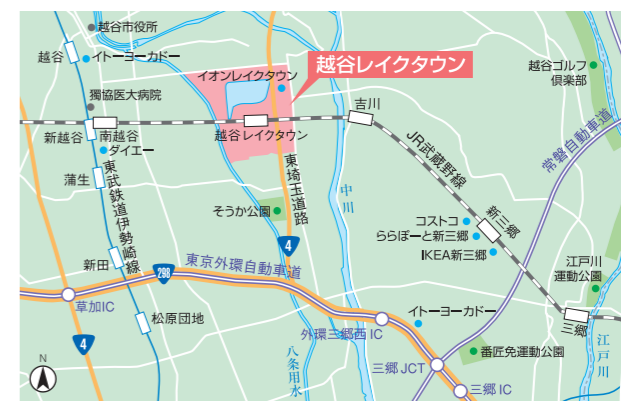 越谷市役所
越谷
イトーヨーカドー
イオンレイクタウン
越谷レイクタウン
越谷ゴルフ
倶楽部
獨協医大病院
吉川
新越谷
南越谷
越谷レイクタウン
ダイエー
JR武蔵野線
常磐自動車道
蒲生
東武鉄道伊勢崎線
東埼玉道路
中川
そうか公園
コストコ
新三郷
ららぽーと新三郷
IKEA新三郷
4
新田
298
東京外環自動車道
江戸川
運動公園
草加IC
松原団地
イトーヨーカドー
三郷
外環三郷西IC
4
八条用水
番匠免運動公園
江戸川
三郷JCT
三郷IC
N